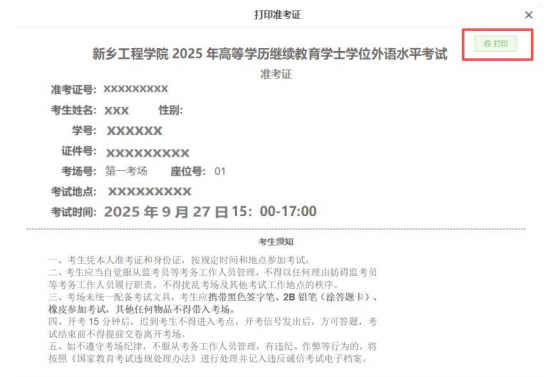 打印准考证
×
打印
新乡工程学院 2025 年高等学历继续教育学士学位外语水平考试
准考证
准考证号: XXXXXXXXX
考生姓名: XXX 性别:
学号: XXXXXX
证件号: XXXXXXXXX
考场号: 第一考场 座位号: 01
考试地点: XXXXXXXXX
考试时间: 2025 年 9 月 27 日 15：00-17:00
考生须知
一、考生凭本人准考证和身份证，按规定时间和地点参加考试。
二、考生应当自觉服从监考员等考务工作人员管理，不得以任何理由妨碍监考员
等考务工作人员履行职责，不得扰乱考场及其他考试工作地点的秩序。
三、考场未统一配备考试文具，考生应携带黑色签字笔、2B 铅笔（涂答题卡）、
橡皮参加考试，其他任何物品不得带入考场。
四、开考 15 分钟后，迟到考生不得进入考点。开考信号发出后，方可答题，考
试结束前不得提前交卷离开考场。
五、如不遵守考场纪律，不服从考务工作人员管理，有违纪、作弊等行为的，将
按照《国家教育考试违规处理办法》进行处理并记入违反诚信考试电子档案。